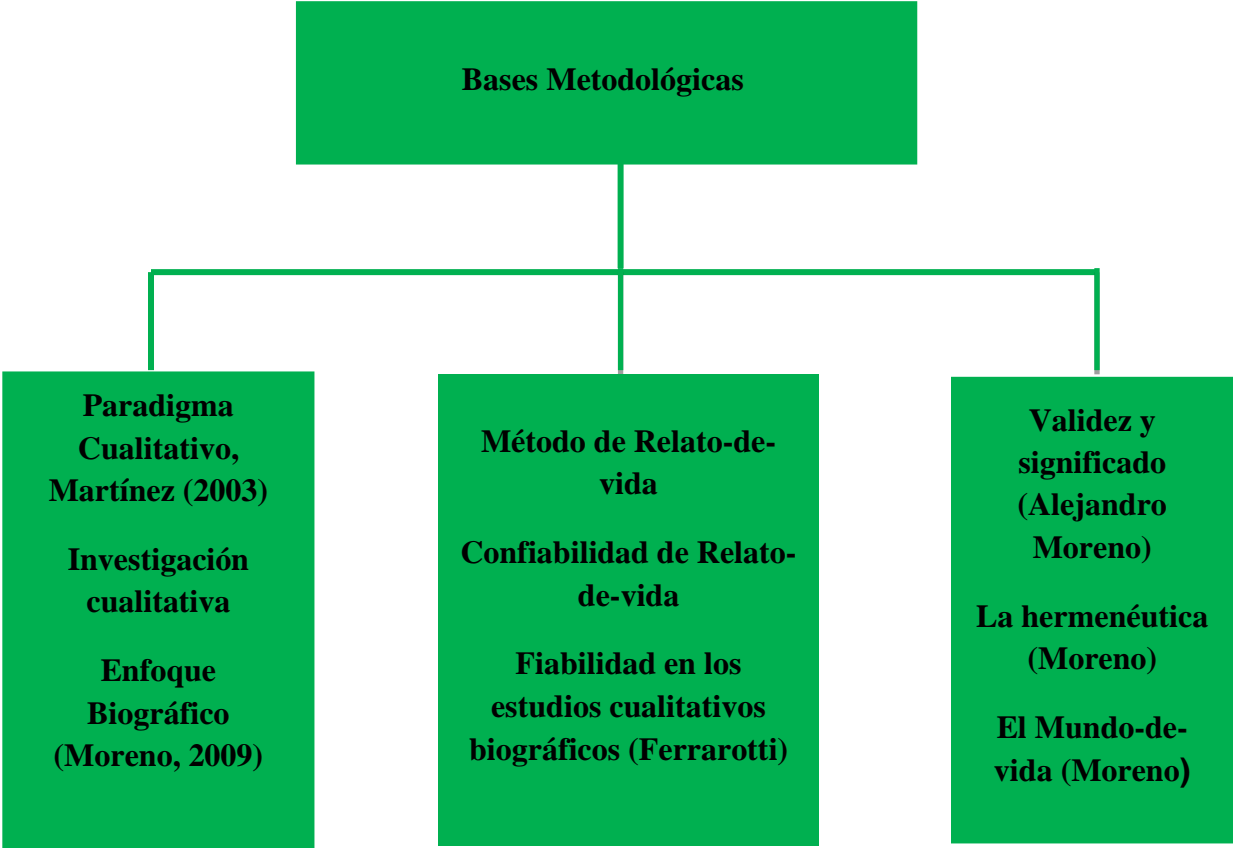 Bases Metodológicas
Paradigma
Cualitativo,
Martínez (2003)
Investigación
cualitativa
Enfoque
Biográfico
(Moreno, 2009)
Método de Relato-de-
vida
Confiabilidad de Relato-
de-vida
Fiabilidad en los
estudios cualitativos
biográficos (Ferrarotti)
Validez y
significado
(Alejandro
Moreno)
La hermenéutica
(Moreno)
El Mundo-de-
vida (Moreno)